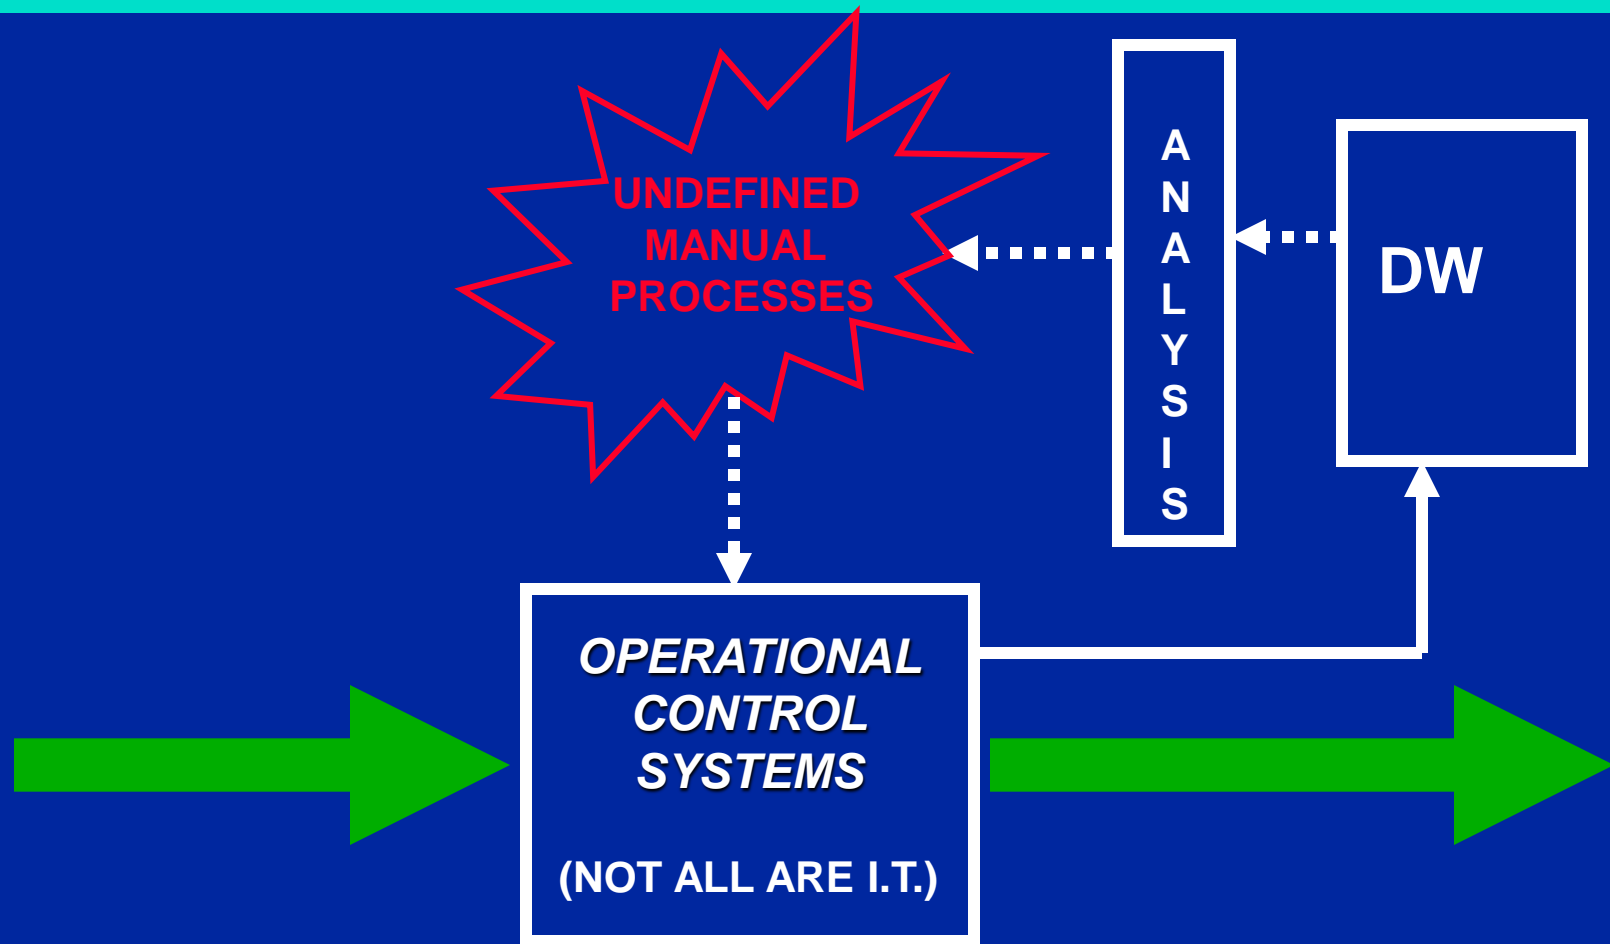 UNDEFINED
MANUAL
PROCESSES
A
N
A
L
Y
S
I
S
DW
OPERATIONAL
CONTROL
SYSTEMS
(NOT ALL ARE I.T.)